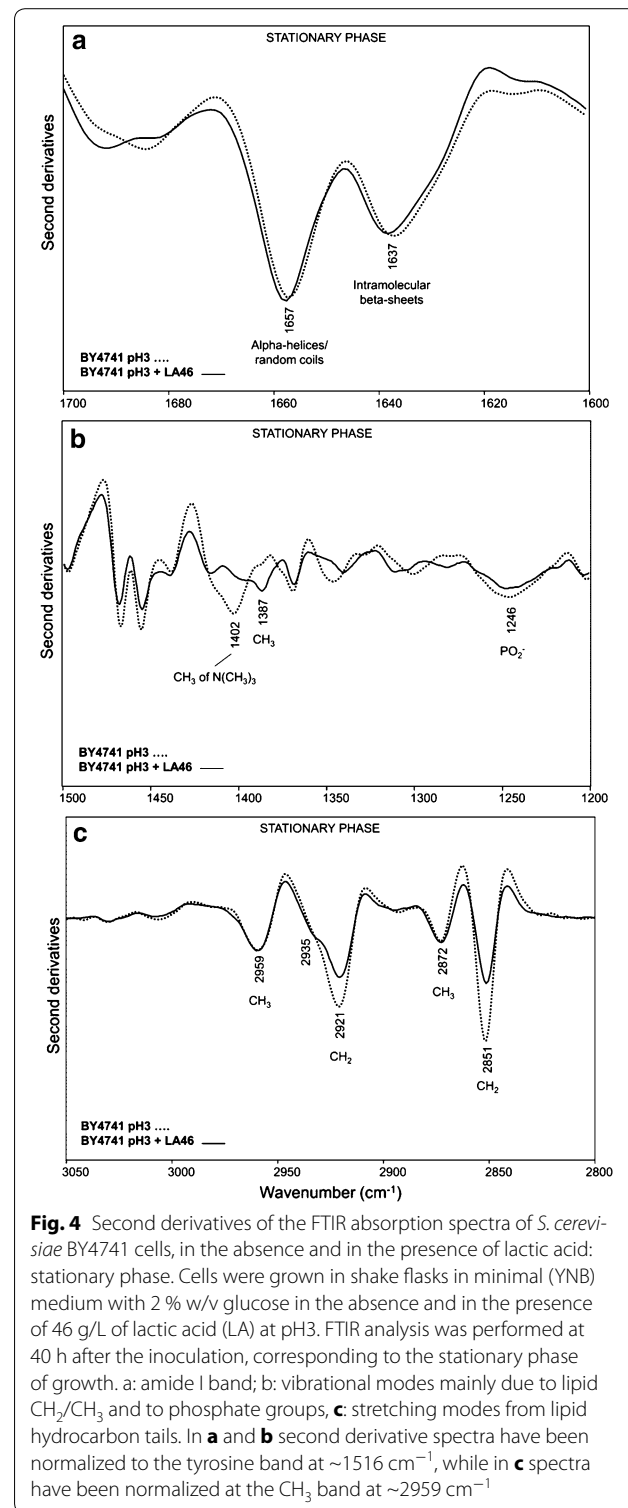 a
STATIONARY PHASE
Second derivatives
1657
Alpha-helices/
random coils
1637
Intramolecular
beta-sheets
BY4741 pH3 ....
BY4741 pH3 + LA46 ——
1700 1680 1660 1640 1620 1600
b
STATIONARY PHASE
Second derivatives
1402
CH₃ of N(CH₃)₃
1387
CH₃
1246
PO₂⁻
BY4741 pH3 ....
BY4741 pH3 + LA46 ——
1500 1450 1400 1350 1300 1250 1200
c
STATIONARY PHASE
Second derivatives
2959
CH₃
2935
2921
CH₂
2872
CH₃
2851
CH₂
BY4741 pH3 ....
BY4741 pH3 + LA46 ——
3050 3000 2950 2900 2850 2800
Wavenumber (cm⁻¹)
Fig. 4 Second derivatives of the FTIR absorption spectra of S. cerevi-
siae BY4741 cells, in the absence and in the presence of lactic acid:
stationary phase. Cells were grown in shake flasks in minimal (YNB)
medium with 2 % w/v glucose in the absence and in the presence
of 46 g/L of lactic acid (LA) at pH3. FTIR analysis was performed at
40 h after the inoculation, corresponding to the stationary phase
of growth. a: amide I band; b: vibrational modes mainly due to lipid
CH₂/CH₃ and to phosphate groups, c: stretching modes from lipid
hydrocarbon tails. In a and b second derivative spectra have been
normalized to the tyrosine band at ~1516 cm⁻¹, while in c spectra
have been normalized at the CH₃ band at ~2959 cm⁻¹